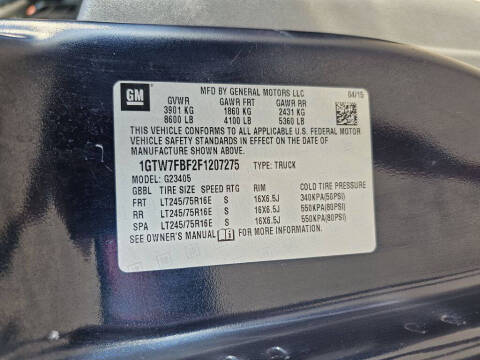 GM
MFD BY GENERAL MOTORS LLC 04/15
GVWR GAWR FRT GAWR RR
3901 KG 1860 KG 2431 KG
8600 LB 4100 LB 5360 LB
THIS VEHICLE CONFORMS TO ALL APPLICABLE U.S. FEDERAL MOTOR
VEHICLE SAFETY STANDARDS IN EFFECT ON THE DATE OF
MANUFACTURE SHOWN ABOVE.
1GTW7FBF2F1207275 TYPE: TRUCK
MODEL: G23405
GBBL TIRE SIZE SPEED RTG RIM COLD TIRE PRESSURE
FRT LT245/75R16E S 16X6.5J 340KPA(50PSI)
RR LT245/75R16E S 16X6.5J 550KPA(80PSI)
SPA LT245/75R16E S 16X6.5J 550KPA(80PSI)
SEE OWNER'S MANUAL FOR MORE INFORMATION.